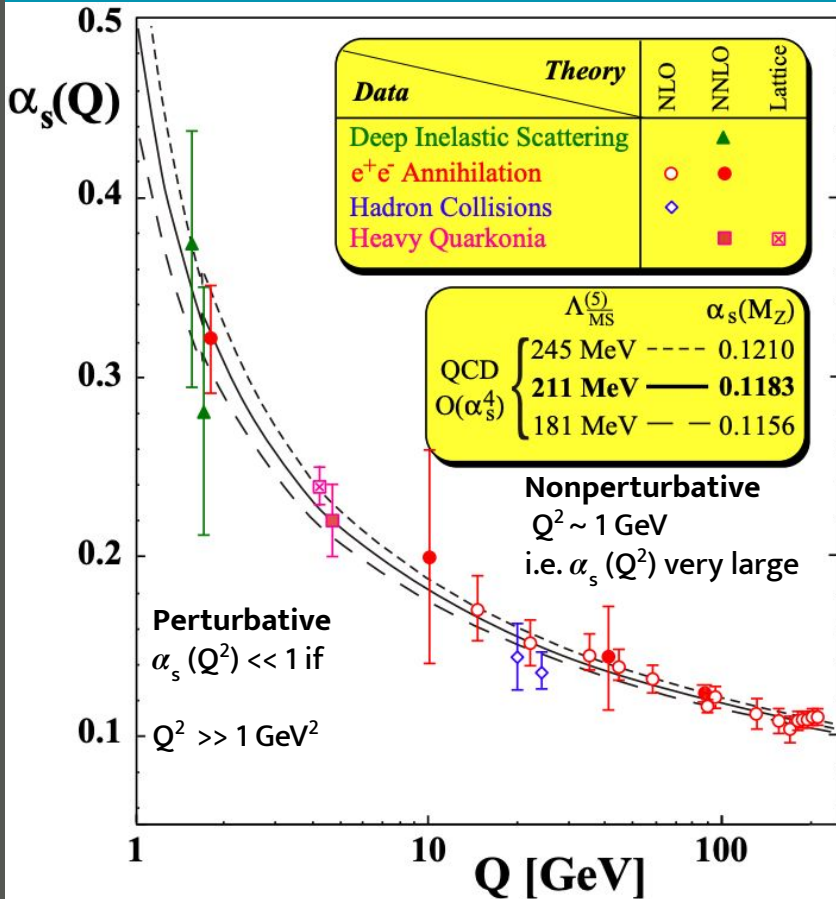 0.5
0.4
0.3
0.2
0.1
αₛ(Q)
Theory
Data
NLO
NNLO
Lattice
Deep Inelastic Scattering
e⁺e⁻ Annihilation
Hadron Collisions
Heavy Quarkonia
Λ⁽⁵⁾ MS αₛ(M_Z)
QCD
O(αₛ⁴)
245 MeV 0.1210
211 MeV 0.1183
181 MeV 0.1156
Nonperturbative
Q² ~ 1 GeV
i.e. αₛ (Q²) very large
Perturbative
αₛ (Q²) << 1 if
Q² >> 1 GeV²
1 10 100
Q [GeV]